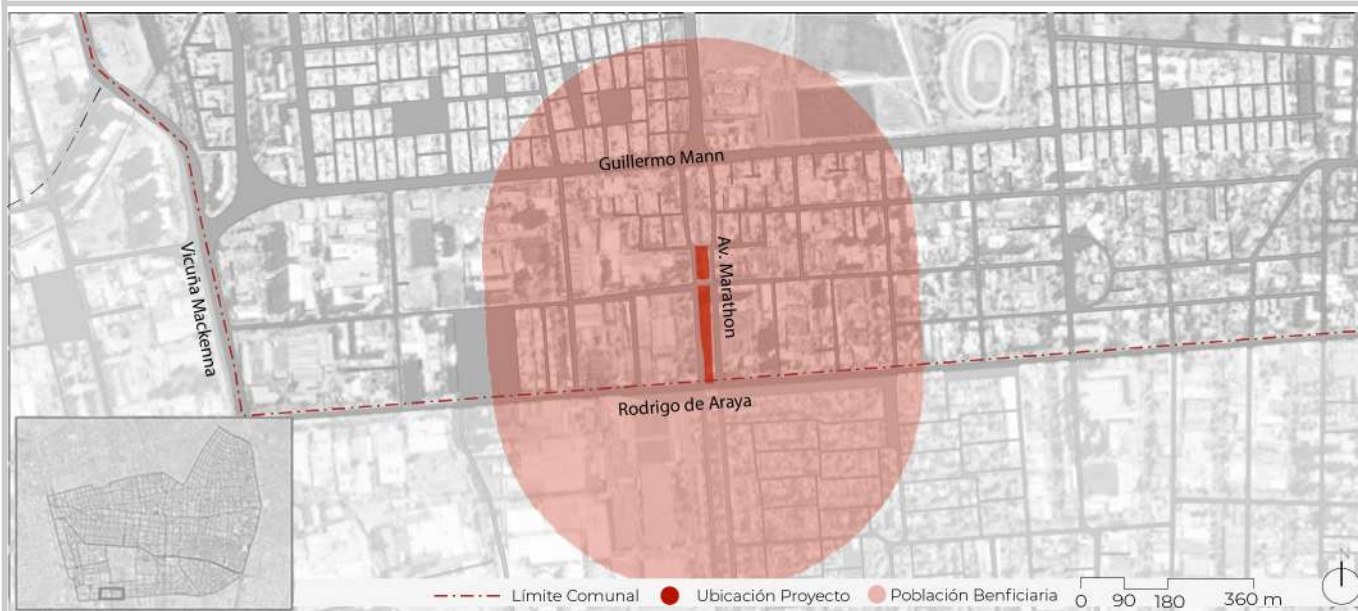 Guillermo Mann
Vicuña Mackenna
Av. Marathon
Rodrigo de Araya
Límite Comunal
Ubicación Proyecto
Población Benficiaria
0 90 180 360 m
N